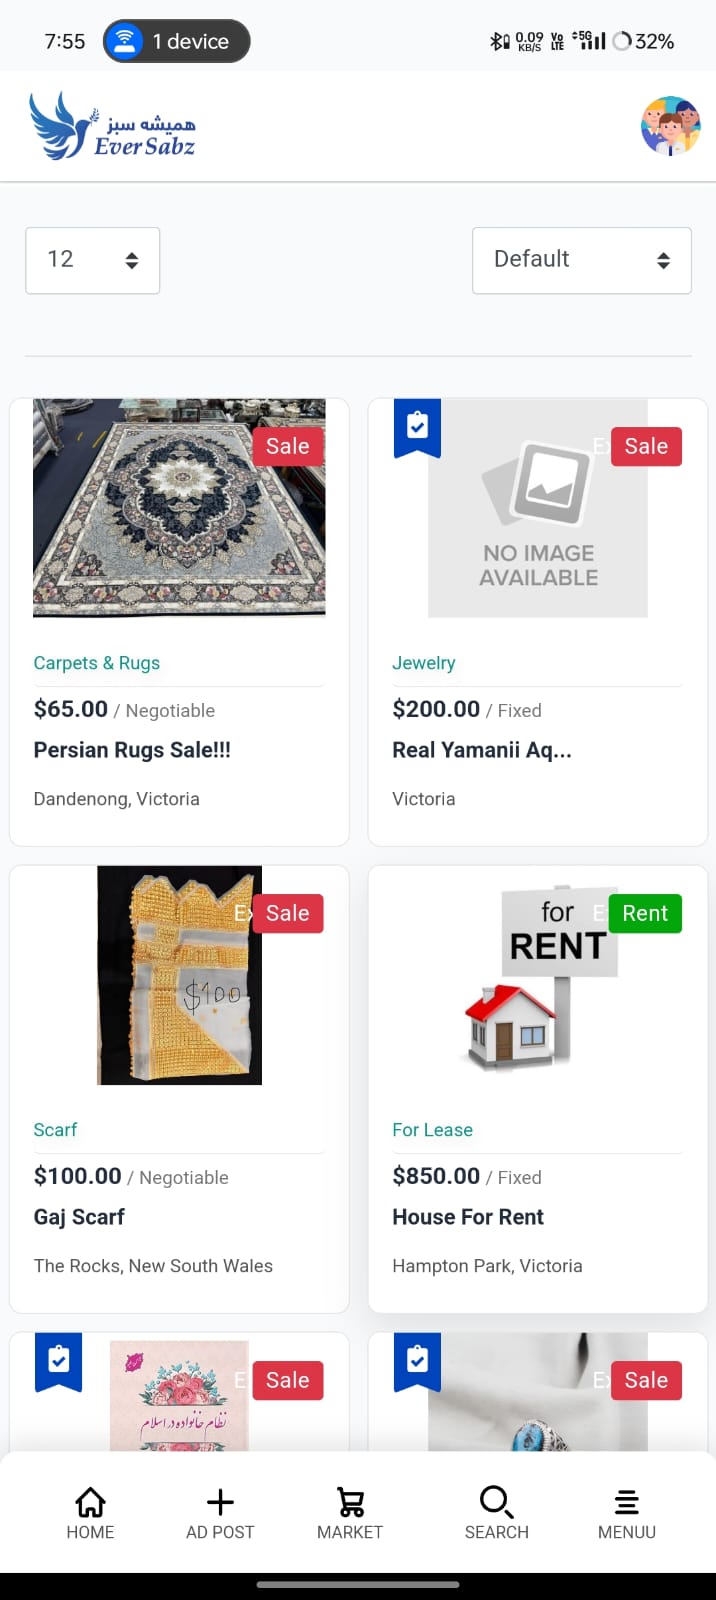 7:55
1 device
0.09 KB/S
Vo LTE
5G
32%
همیشه سبز
EverSabz
12
Default
Sale
Sale
NO IMAGE
AVAILABLE
Carpets & Rugs
Jewelry
$65.00 / Negotiable
$200.00 / Fixed
Persian Rugs Sale!!!
Real Yamanii Aq...
Dandenong, Victoria
Victoria
Sale
$100
for
RENT
Rent
Scarf
For Lease
$100.00 / Negotiable
$850.00 / Fixed
Gaj Scarf
House For Rent
The Rocks, New South Wales
Hampton Park, Victoria
Sale
Sale
نظام خانواده در اسلام
HOME
AD POST
MARKET
SEARCH
MENUU